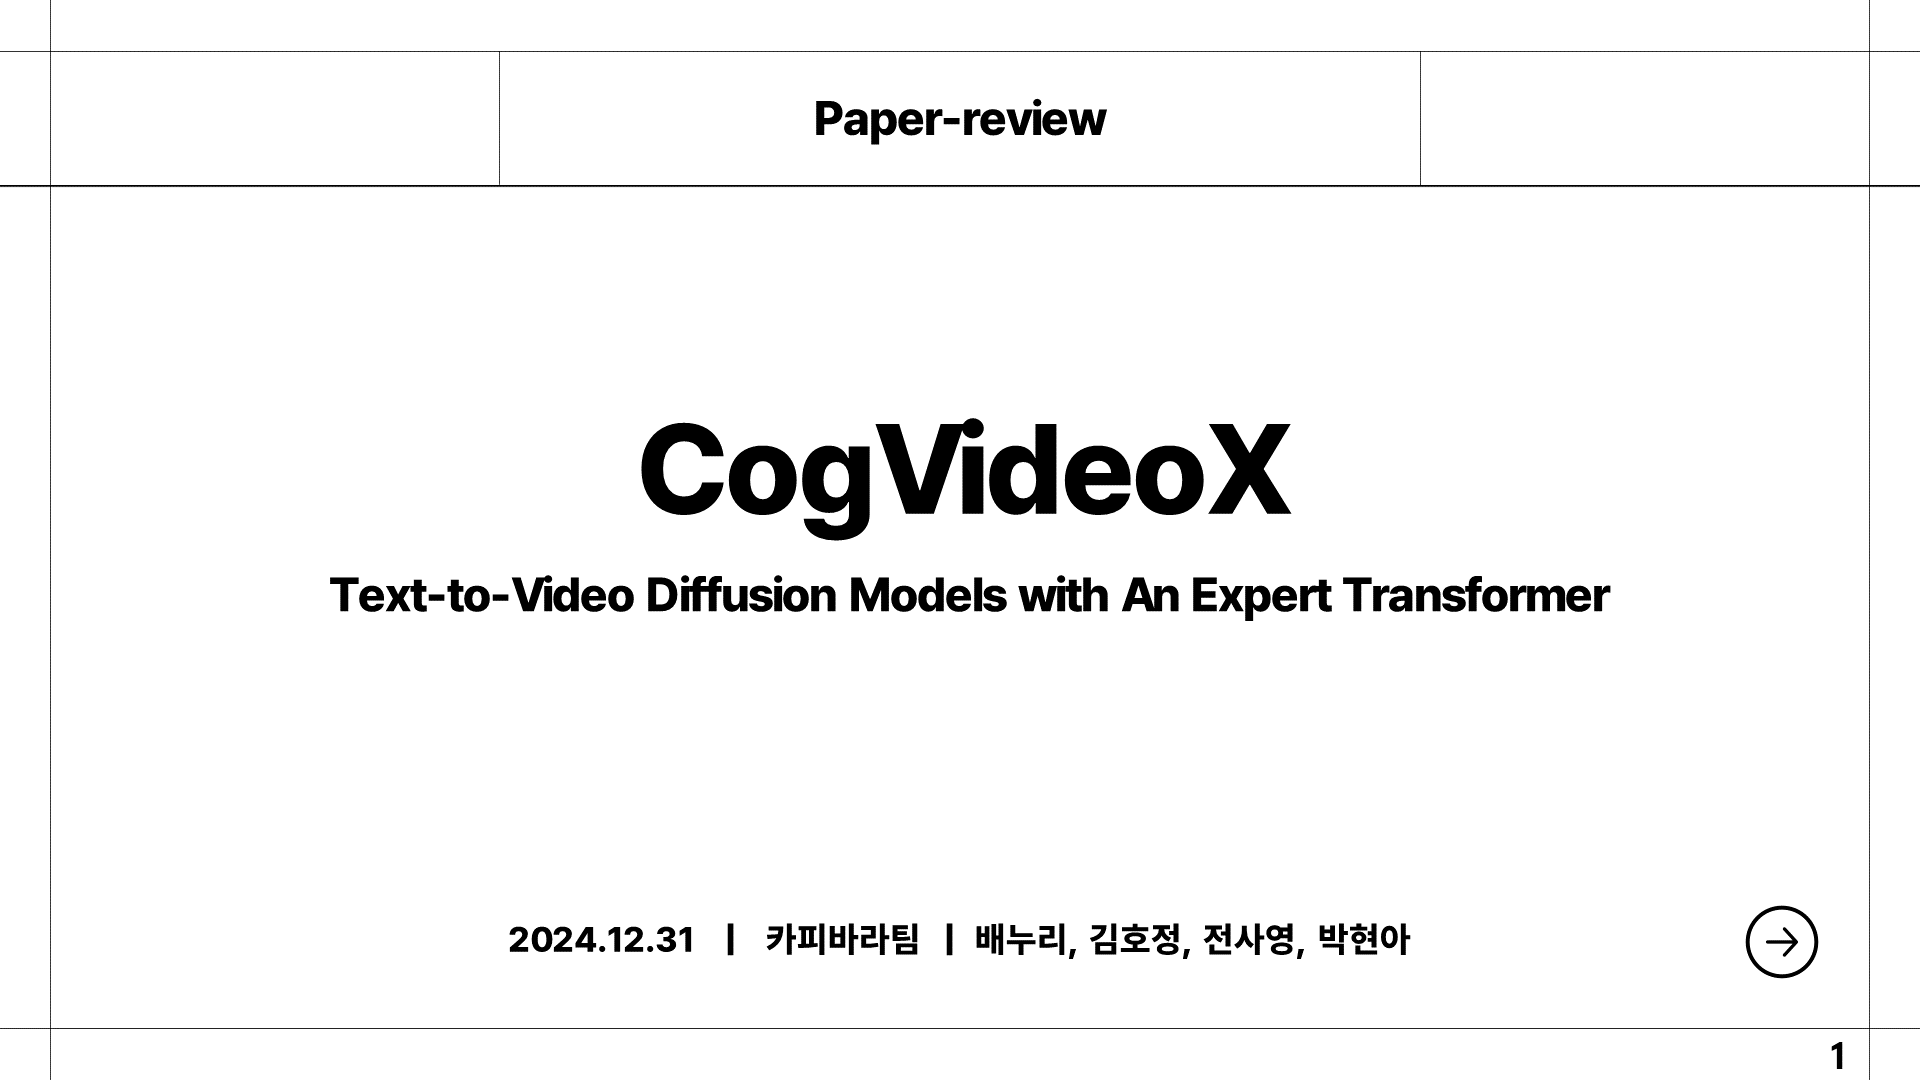 Paper-review
CogVideoX
Text-to-Video Diffusion Models with An Expert Transformer
2024.12.31 | 카피바라팀 | 배누리, 김호정, 전사영, 박현아
1